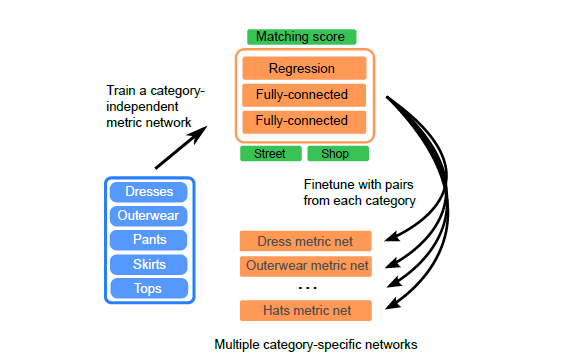 Matching score
Regression
Fully-connected
Fully-connected
Street
Shop
Train a category-
independent
metric network
Dresses
Outerwear
Pants
Skirts
Tops
Finetune with pairs
from each category
Dress metric net
Outerwear metric net
...
Hats metric net
Multiple category-specific networks